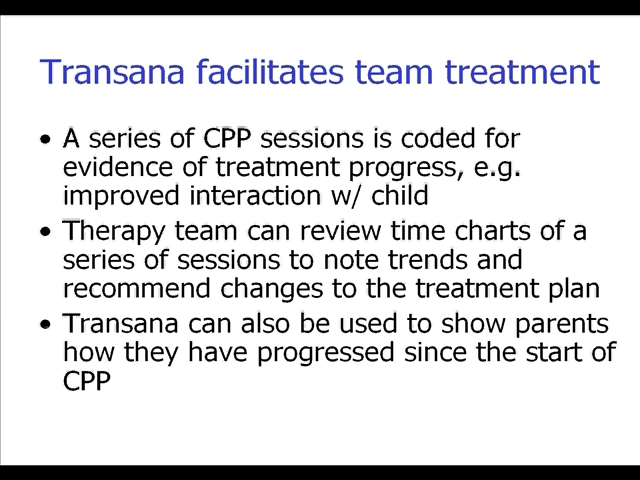 Transana facilitates team treatment
• A series of CPP sessions is coded for
evidence of treatment progress, e.g.
improved interaction w/ child
• Therapy team can review time charts of a
series of sessions to note trends and
recommend changes to the treatment plan
• Transana can also be used to show parents
how they have progressed since the start of
CPP